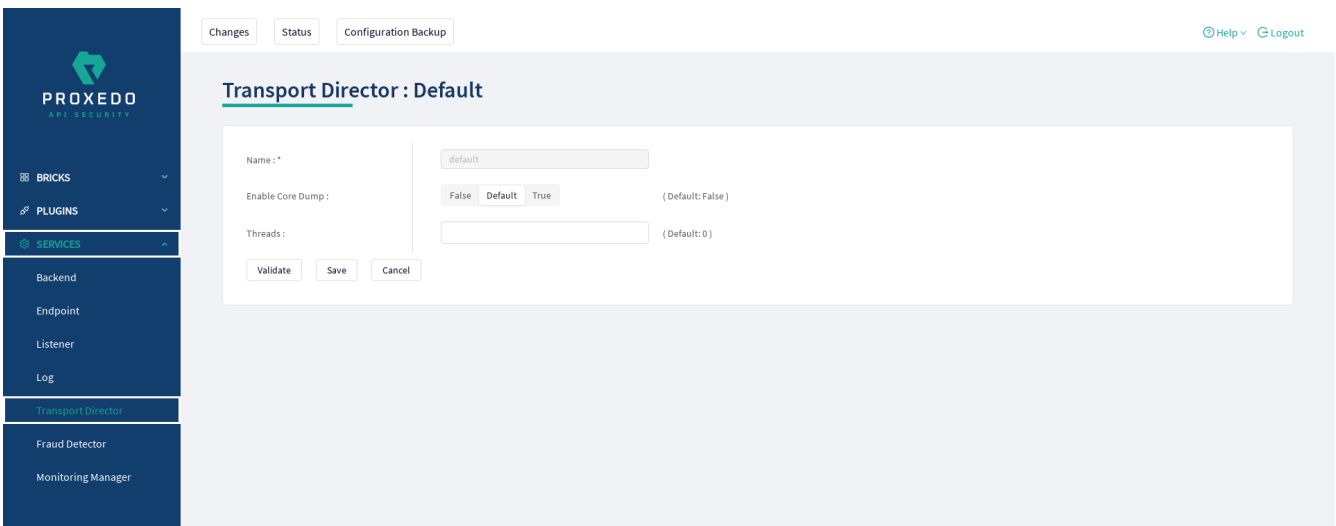 Changes Status Configuration Backup Help Logout
PROXEDO
API SECURITY
Transport Director : Default
Name : * default
BRICKS
Enable Core Dump : False Default True ( Default: False )
PLUGINS
Threads : ( Default: 0 )
SERVICES
Validate Save Cancel
Backend
Endpoint
Listener
Log
Transport Director
Fraud Detector
Monitoring Manager